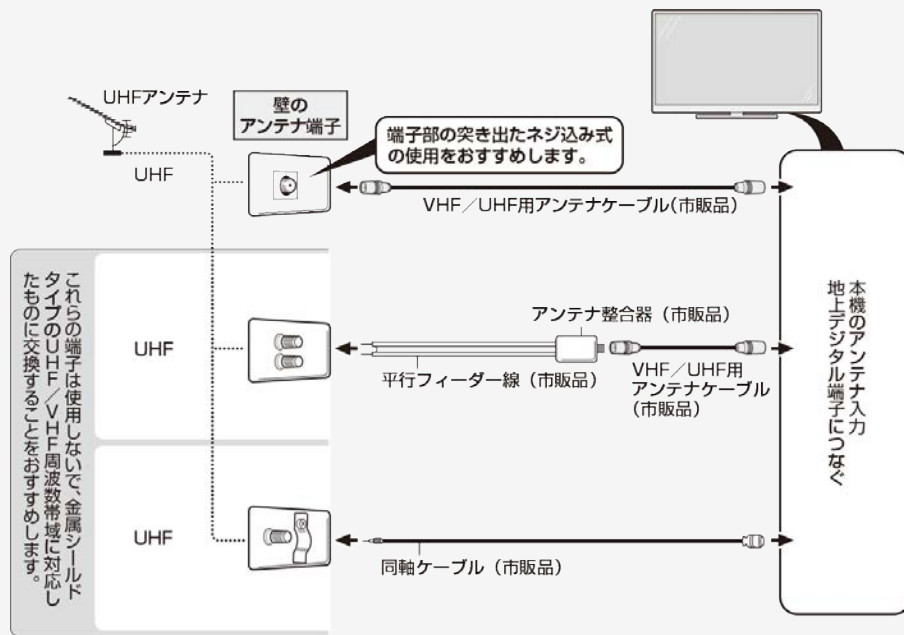 UHFアンテナ
壁の
アンテナ端子
端子部の突き出たネジ込み式
の使用をおすすめします。
UHF
VHF／UHF用アンテナケーブル(市販品)
これらの端子は使用しないで、金属シールド
タイプのUHF／VHF周波数帯域に対応し
たものに交換することをおすすめします。
UHF
アンテナ整合器（市販品）
平行フィーダー線（市販品）
VHF／UHF用
アンテナケーブル
（市販品）
UHF
同軸ケーブル（市販品）
本機のアンテナ入力
地上デジタル端子につなぐ